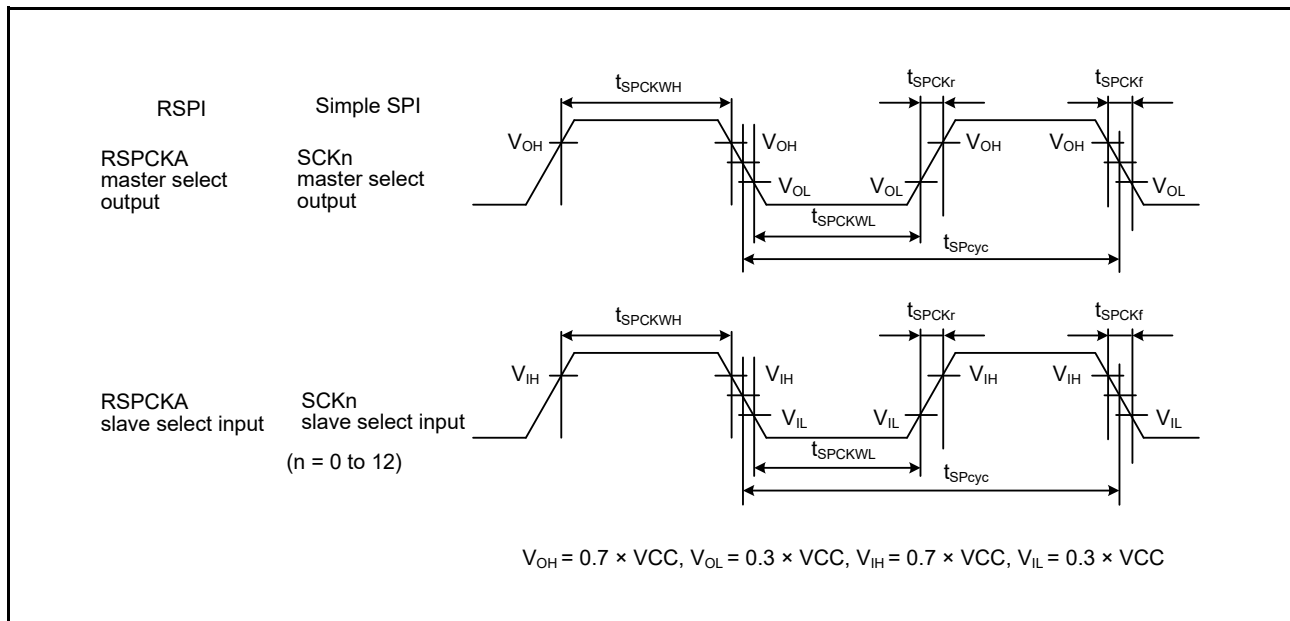 RSPI
Simple SPI
RSPCKA
master select
output
SCKn
master select
output
tSPCKWH
tSPCKr
tSPCKf
VOH
VOH
VOL
VOL
VOH
VOH
VOL
tSPCKWL
tSPcyc
RSPCKA
slave select input
SCKn
slave select input
(n = 0 to 12)
tSPCKWH
tSPCKr
tSPCKf
VIH
VIH
VIL
VIL
VIH
VIH
VIL
tSPCKWL
tSPcyc
VOH = 0.7 × VCC, VOL = 0.3 × VCC, VIH = 0.7 × VCC, VIL = 0.3 × VCC